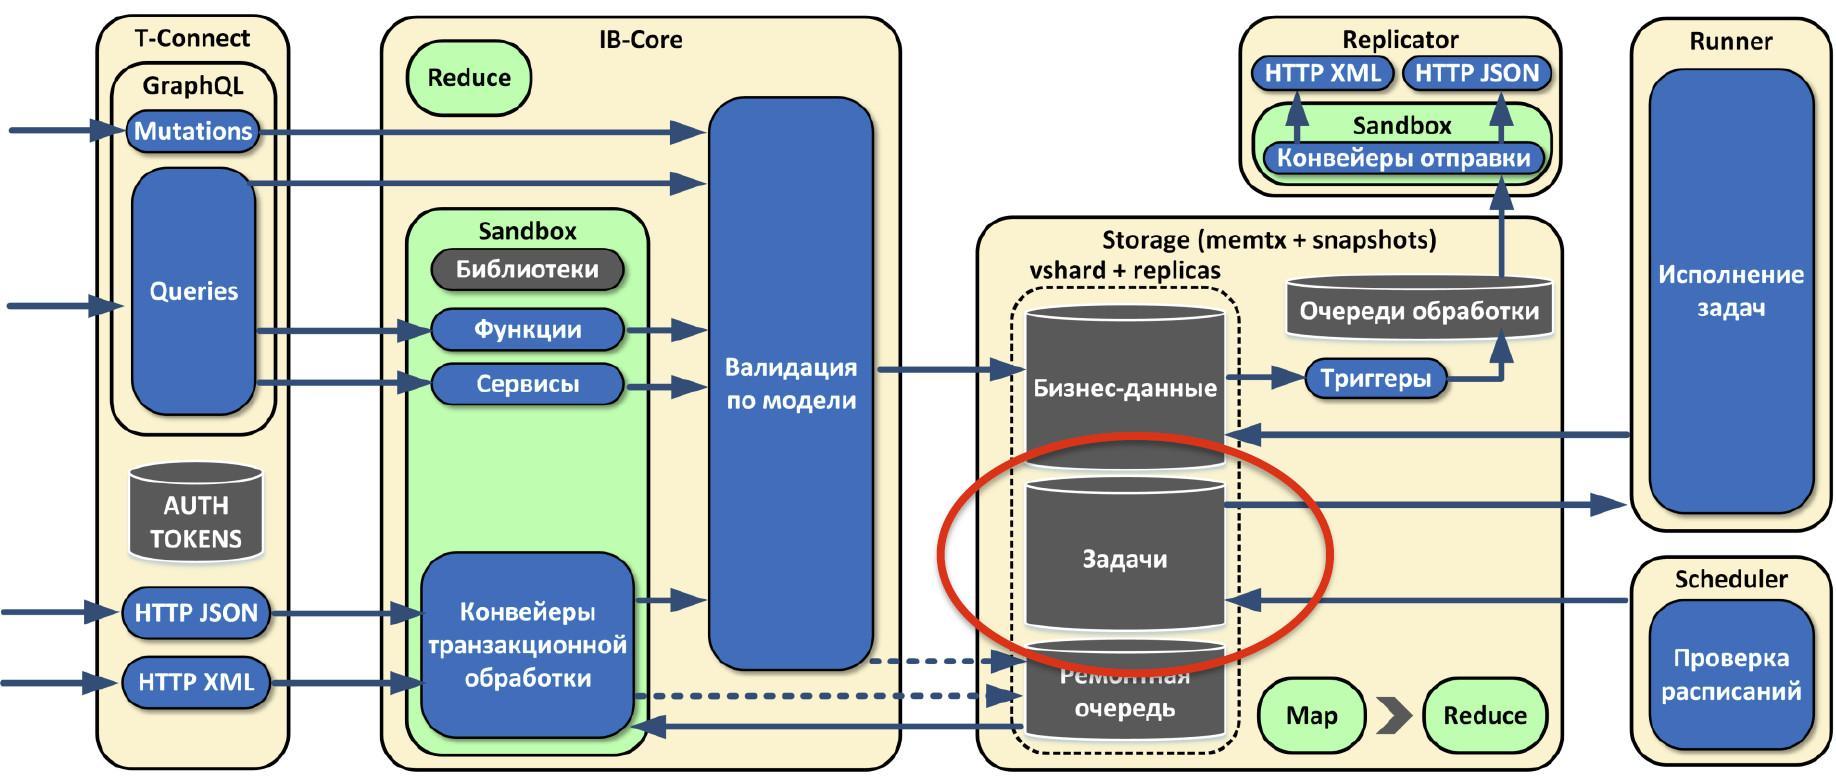 T-Connect
GraphQL
Mutations
Queries
AUTH
TOKENS
HTTP JSON
HTTP XML
IB-Core
Reduce
Sandbox
Библиотеки
Функции
Сервисы
Конвейеры
транзакционной
обработки
Валидация
по модели
Storage (memtx + snapshots)
vshard + replicas
Бизнес-данные
Задачи
Ремонтная
очередь
Очереди обработки
Триггеры
Map
Reduce
Replicator
HTTP XML
HTTP JSON
Sandbox
Конвейеры отправки
Runner
Исполнение
задач
Scheduler
Проверка
расписаний